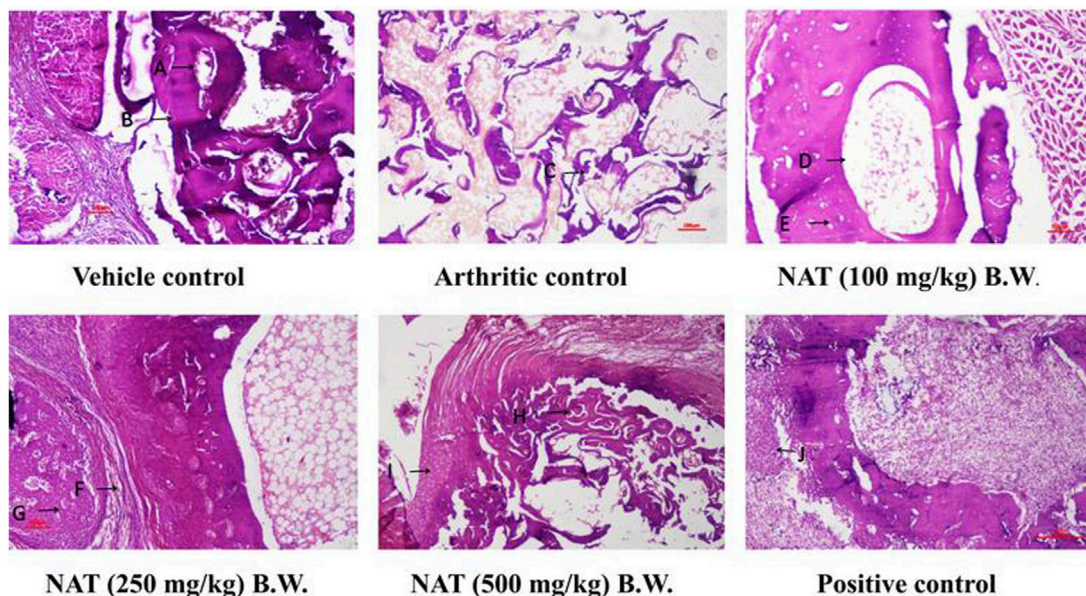 A
B
C
D
E
Vehicle control
Arthritic control
NAT (100 mg/kg) B.W.
F
G
H
I
J
NAT (250 mg/kg) B.W.
NAT (500 mg/kg) B.W.
Positive control